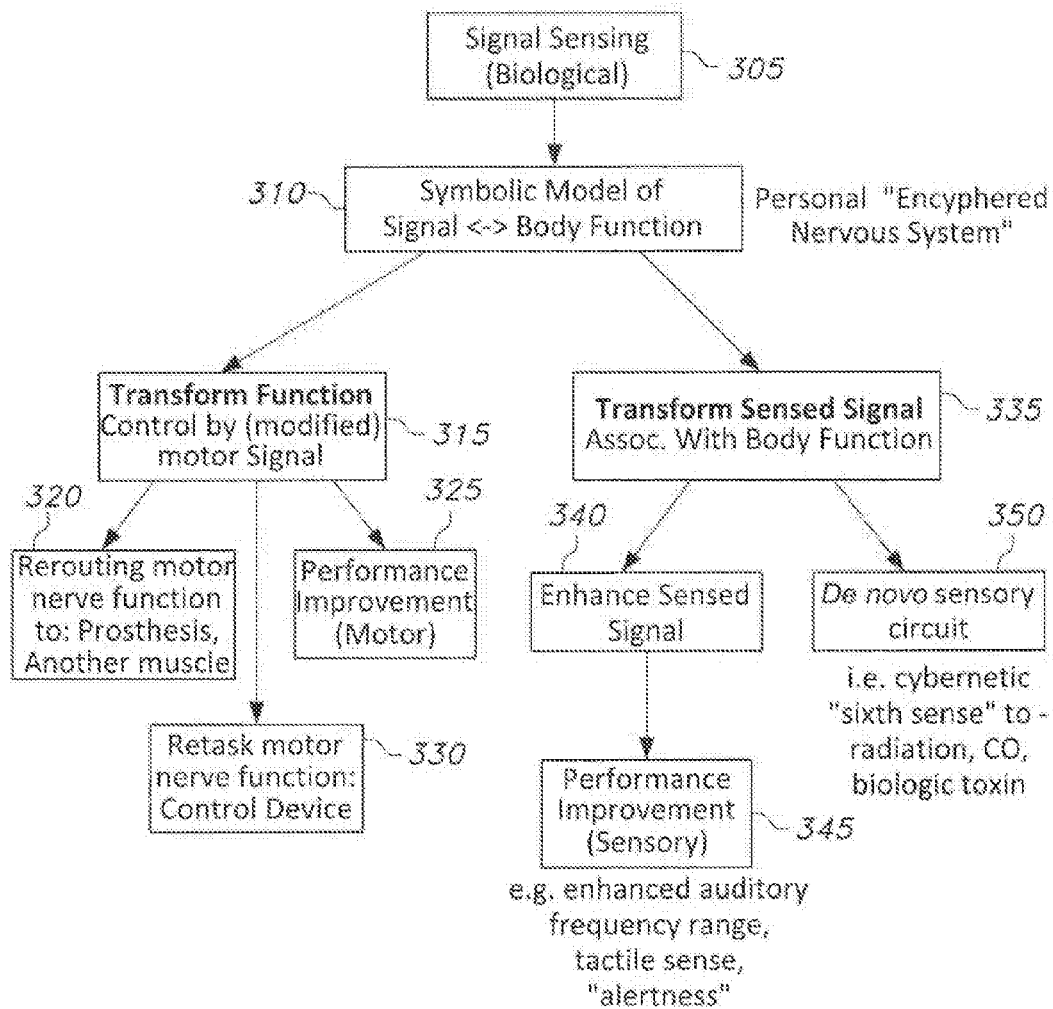 Signal Sensing
(Biological)
305
310
Symbolic Model of
Signal <-> Body Function
Personal "Encyphered
Nervous System"
Transform Function
Control by (modified)
motor Signal
315
Transform Sensed Signal
Assoc. With Body Function
335
320
Rerouting motor
nerve function
to: Prosthesis,
Another muscle
325
Performance
Improvement
(Motor)
330
Retask motor
nerve function:
Control Device
340
Enhance Sensed
Signal
350
De novo sensory
circuit
i.e. cybernetic
"sixth sense" to -
radiation, CO,
biologic toxin
Performance
Improvement
(Sensory)
345
e.g. enhanced auditory
frequency range,
tactile sense,
"alertness"